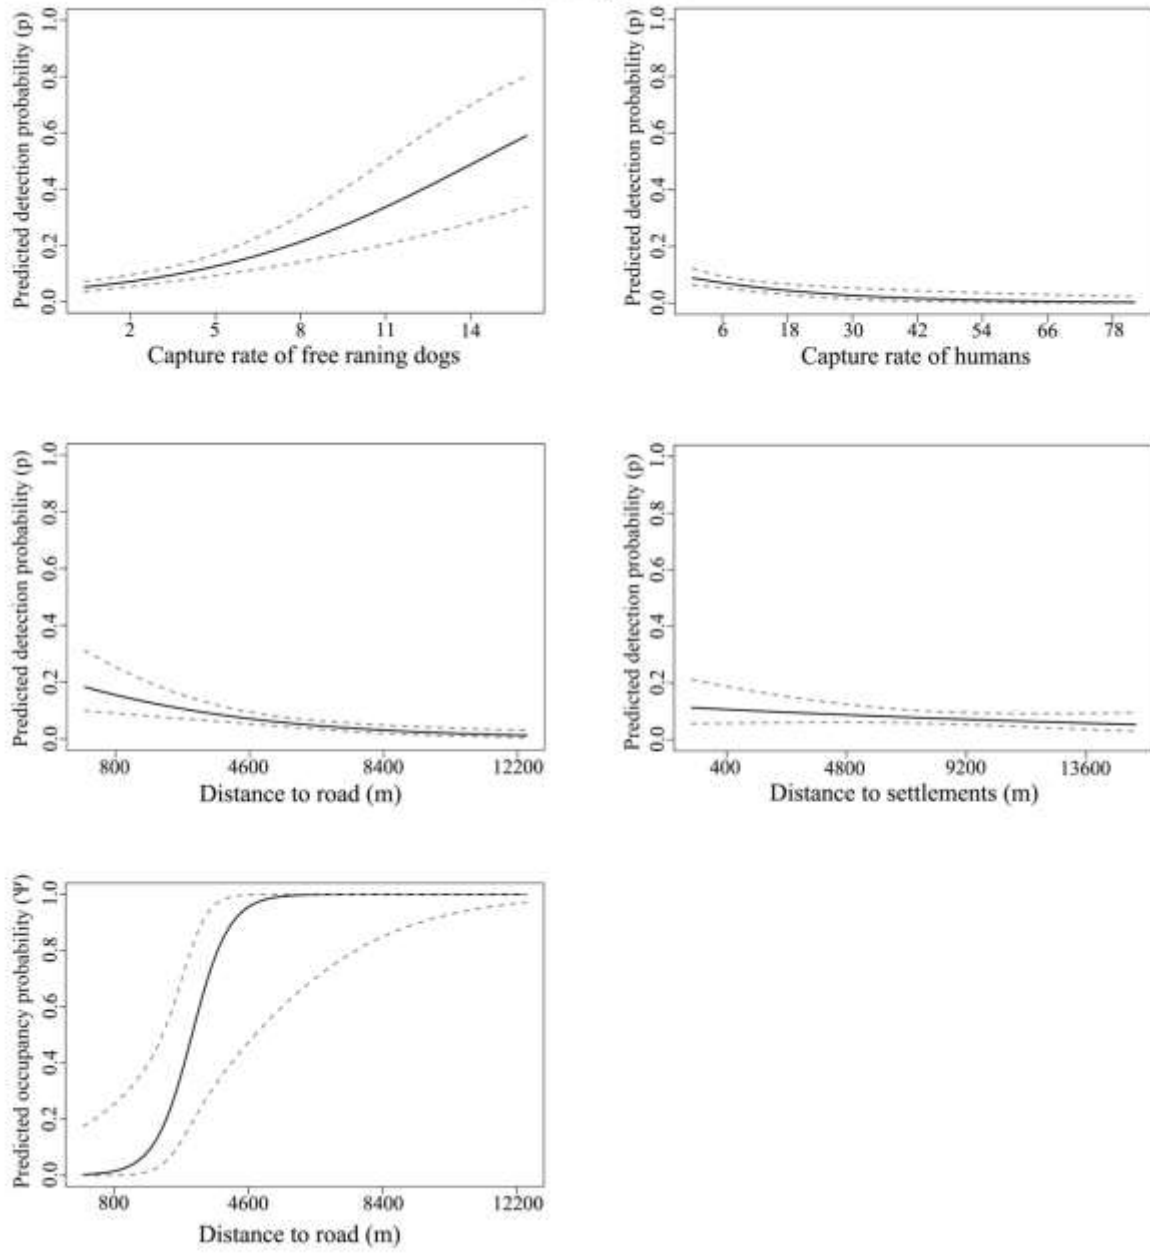 Predicted detection probability (p)
1.0
0.8
0.6
0.4
0.2
0.0
2 5 8 11 14
Capture rate of free raning dogs
Predicted detection probability (p)
1.0
0.8
0.6
0.4
0.2
0.0
6 18 30 42 54 66 78
Capture rate of humans
Predicted detection probability (p)
1.0
0.8
0.6
0.4
0.2
0.0
800 4600 8400 12200
Distance to road (m)
Predicted detection probability (p)
1.0
0.8
0.6
0.4
0.2
0.0
400 4800 9200 13600
Distance to settlements (m)
Predicted occupancy probability (Ψ)
1.0
0.8
0.6
0.4
0.2
0.0
800 4600 8400 12200
Distance to road (m)